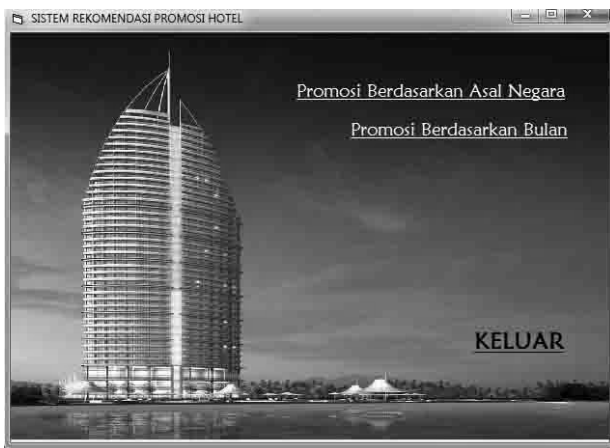 SISTEM REKOMENDASI PROMOSI HOTEL
Promosi Berdasarkan Asal Negara
Promosi Berdasarkan Bulan
KELUAR